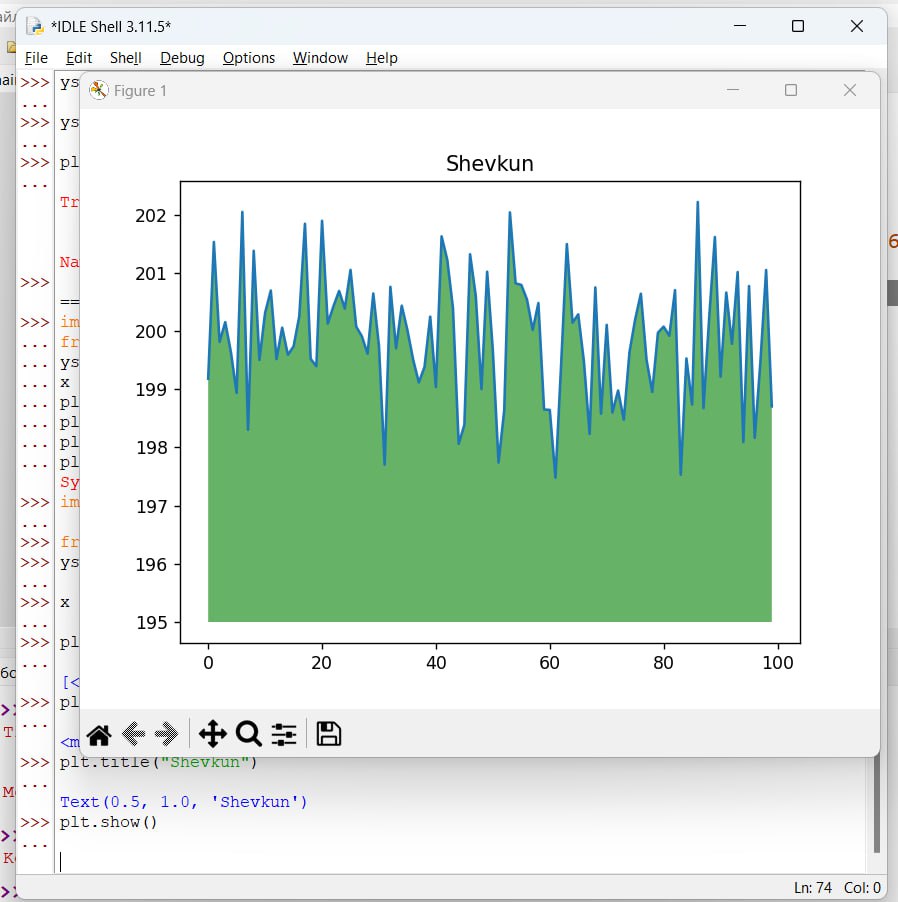 *IDLE Shell 3.11.5*
File Edit Shell Debug Options Window Help
>>> ys
...
>>> ys
...
>>> pl
...
Tr
Na
>>>
==
>>> im
... fr
... ys
... x
... pl
... pl
... pl
... pl
Sy
>>> im
...
>>> fr
>>> ys
...
>>> x
...
>>> pl
...
[<
>>> pl
...
<m
>>> plt.title("Shevkun")
...
Text(0.5, 1.0, 'Shevkun')
>>> plt.show()
...
Ln: 74 Col: 0
Figure 1
Shevkun
202
201
200
199
198
197
196
195
0 20 40 60 80 100